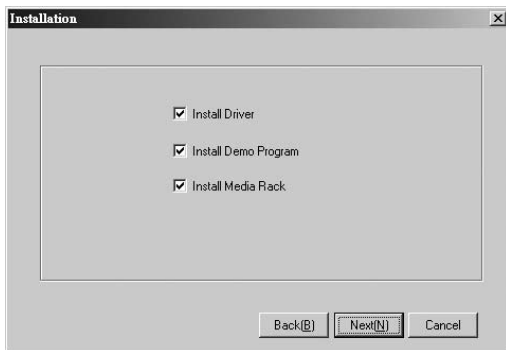 Installation
Install Driver
Install Demo Program
Install Media Rack
Back(B) Next(N) Cancel